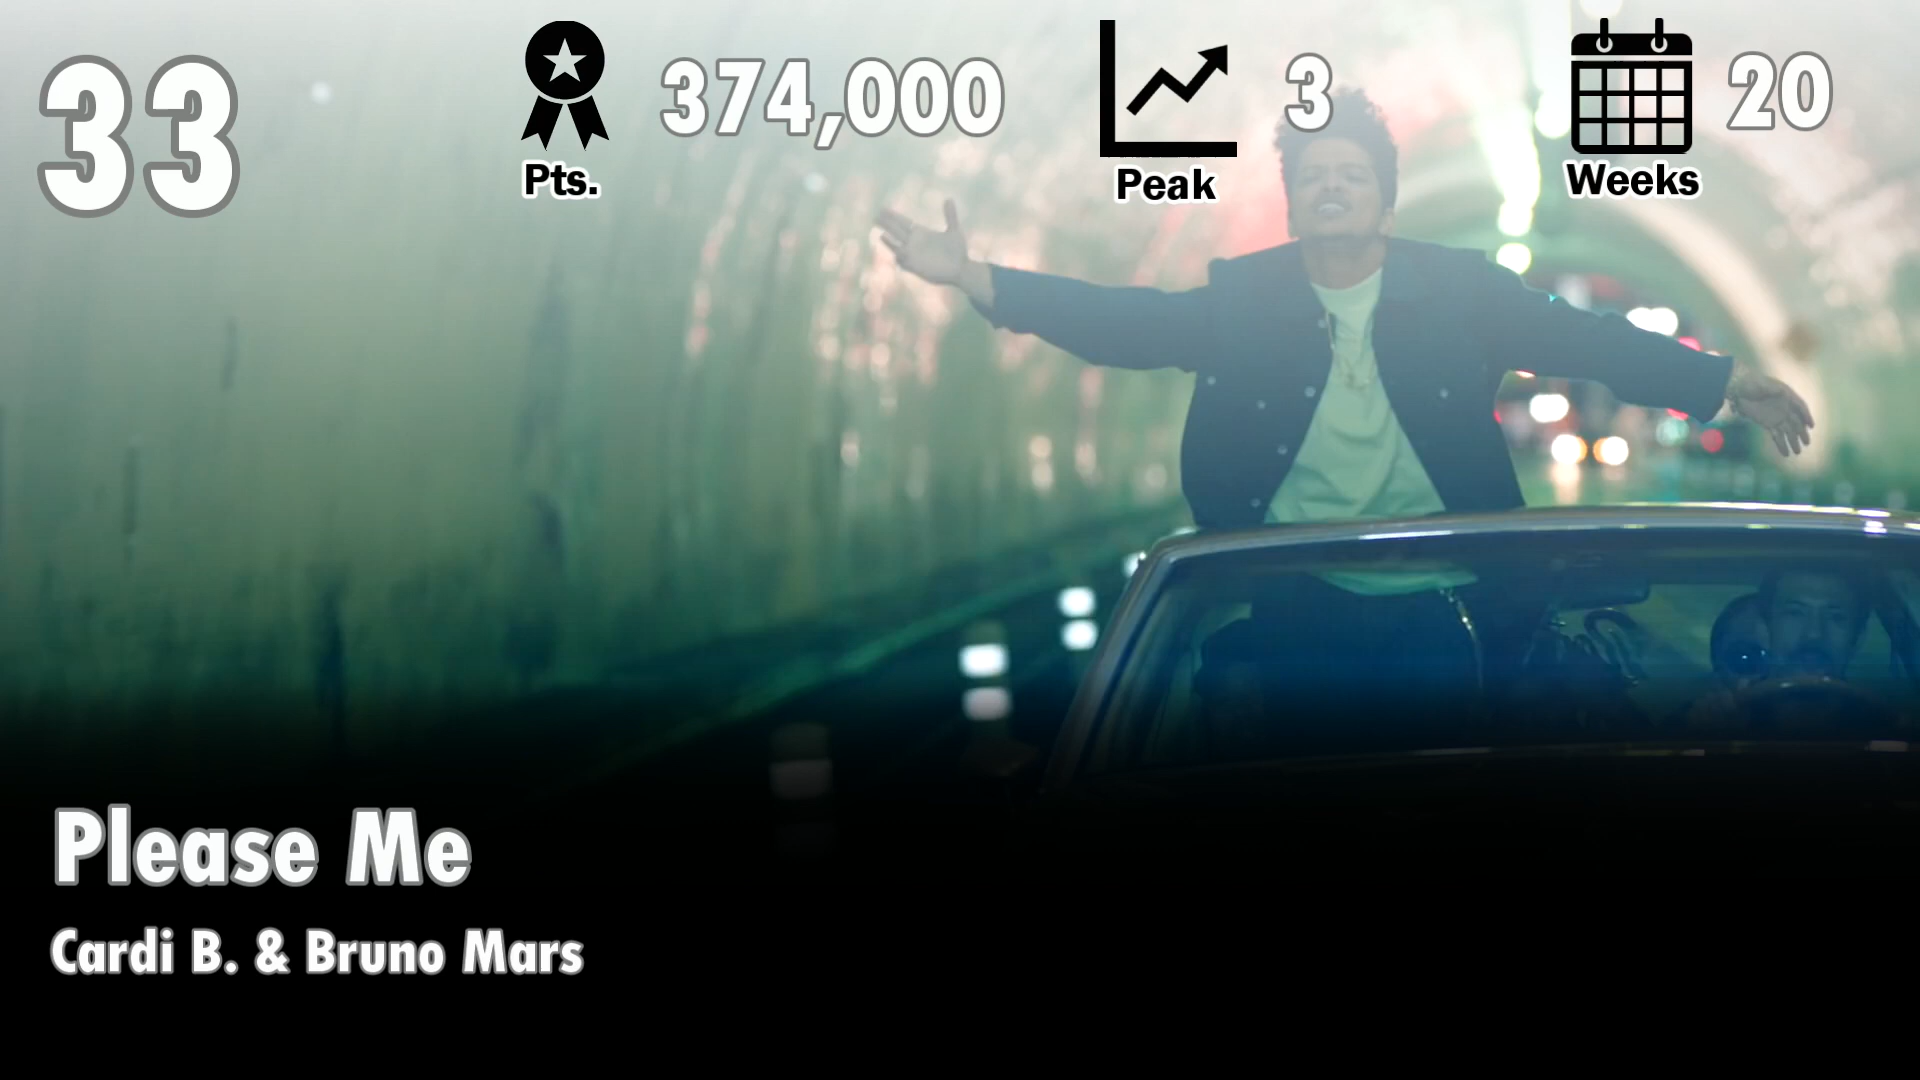 33
374,000
3
20
Pts.
Peak
Weeks
Please Me
Cardi B. & Bruno Mars